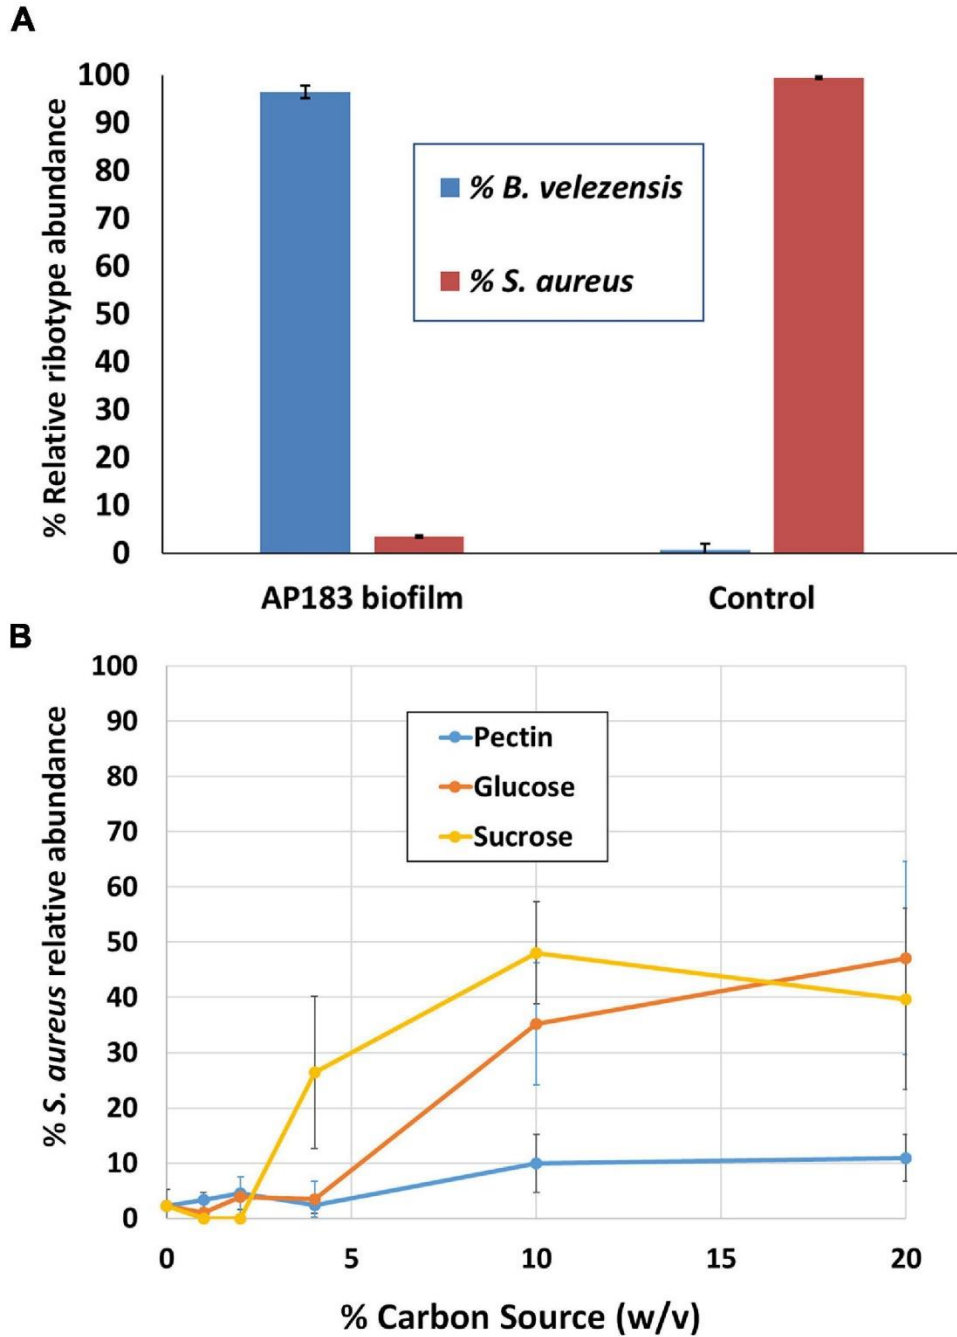 A
% Relative ribotype abundance
100
90
80
70
60
50
40
30
20
10
0
% B. velezensis
% S. aureus
AP183 biofilm
Control
B
% S. aureus relative abundance
100
90
80
70
60
50
40
30
20
10
0
Pectin
Glucose
Sucrose
0 5 10 15 20
% Carbon Source (w/v)